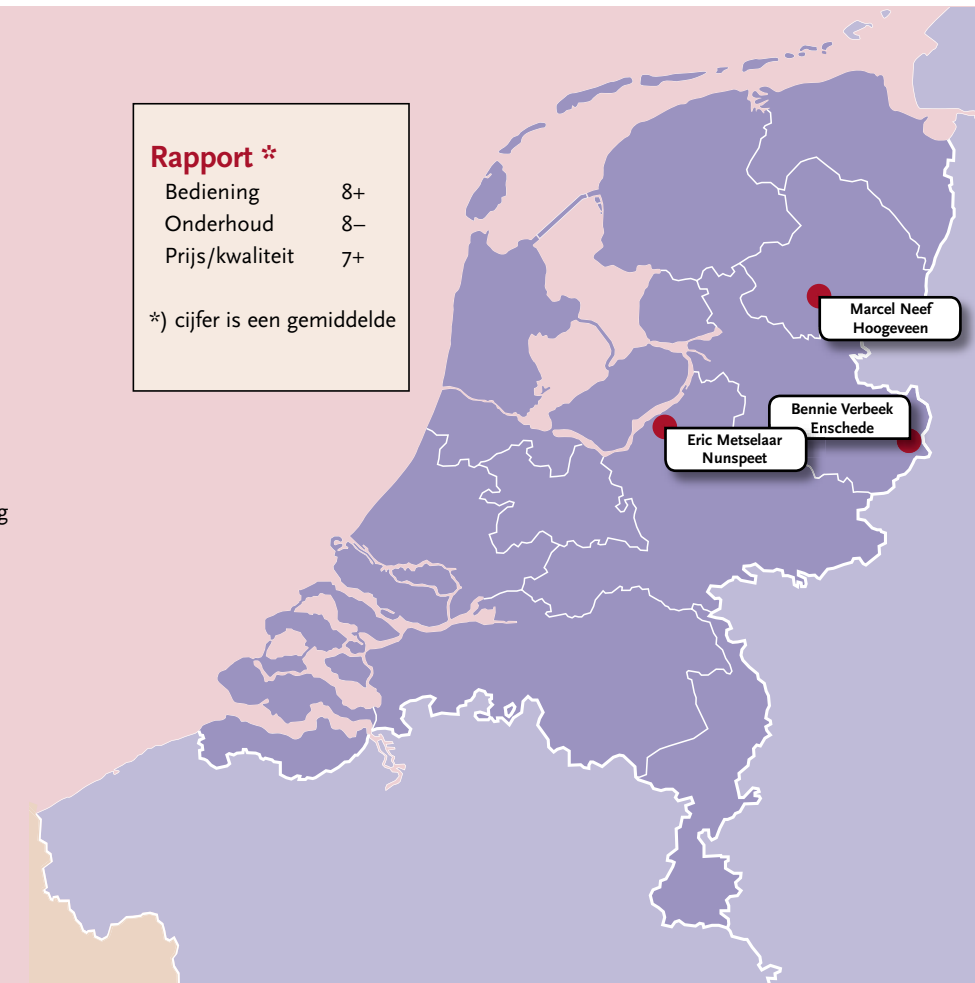 Rapport *
Bediening 8+
Onderhoud 8–
Prijs/kwaliteit 7+
*) cijfer is een gemiddelde
Marcel Neef
Hoogeveen
Bennie Verbeek
Enschede
Eric Metselaar
Nunspeet
g